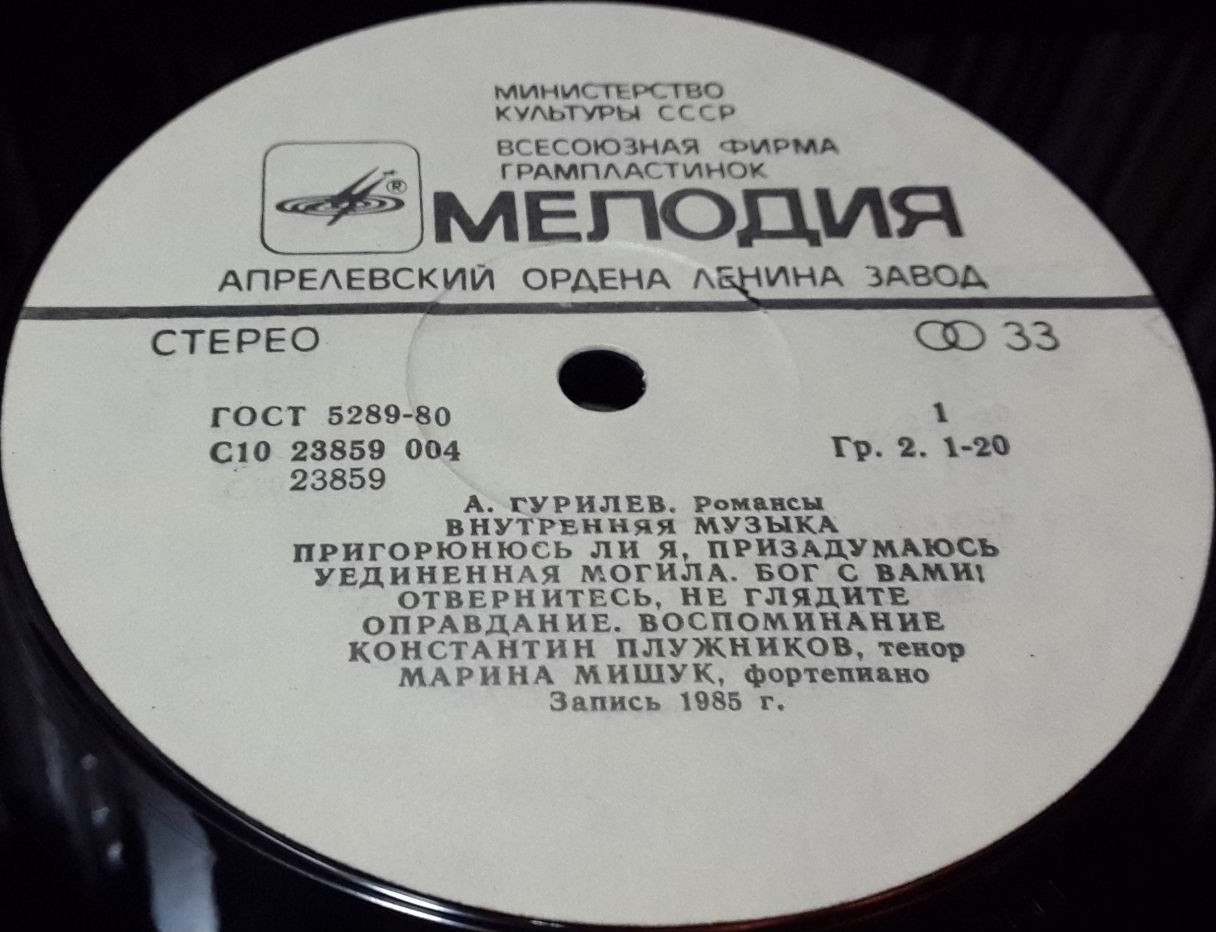 МИНИСТЕРСТВО
КУЛЬТУРЫ СССР
ВСЕСОЮЗНАЯ ФИРМА
ГРАМПЛАСТИНОК
®
МЕЛОДИЯ
АПРЕЛЕВСКИЙ ОРДЕНА ЛЕНИНА ЗАВОД
СТЕРЕО
33
ГОСТ 5289-80
1
С10 23859 004
Гр. 2. 1-20
23859
А. ГУРИЛЕВ. Романсы
ВНУТРЕННЯЯ МУЗЫКА
ПРИГОРЮНЮСЬ ЛИ Я, ПРИЗАДУМАЮСЬ
УЕДИНЕННАЯ МОГИЛА. БОГ С ВАМИ!
ОТВЕРНИТЕСЬ, НЕ ГЛЯДИТЕ
ОПРАВДАНИЕ. ВОСПОМИНАНИЕ
КОНСТАНТИН ПЛУЖНИКОВ, тенор
МАРИНА МИШУК, фортепиано
Запись 1985 г.